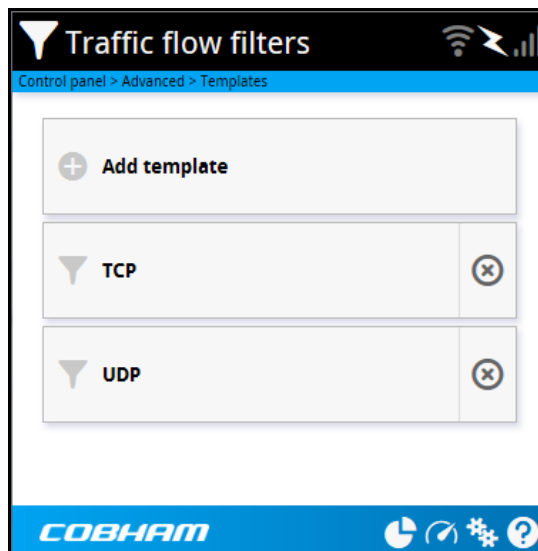 Traffic flow filters
Control panel > Advanced > Templates
Add template
TCP
UDP
COBHAM